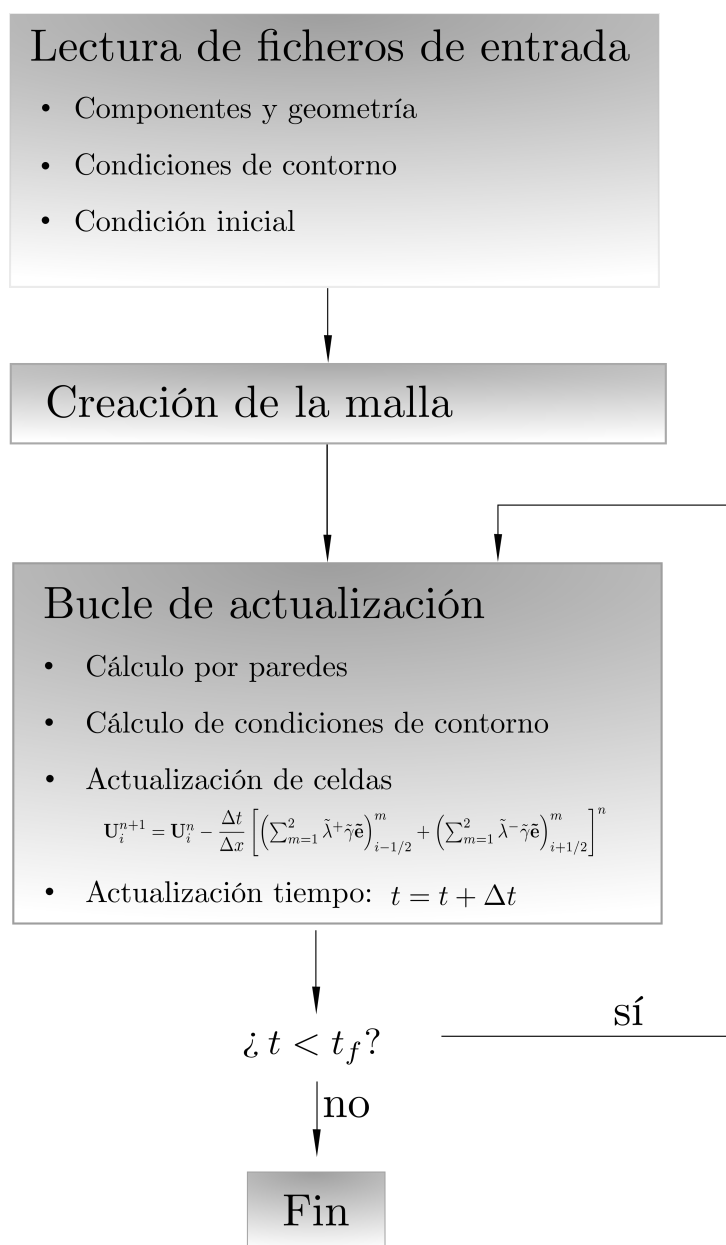 Lectura de ficheros de entrada
• Componentes y geometría
• Condiciones de contorno
• Condición inicial
Creación de la malla
Bucle de actualización
• Cálculo por paredes
• Cálculo de condiciones de contorno
• Actualización de celdas
$\mathbf{U}_i^{n+1} = \mathbf{U}_i^n - \frac{\Delta t}{\Delta x} \left[ \left( \sum_{m=1}^{2} \tilde{\lambda}^+ \tilde{\gamma} \tilde{\mathbf{e}} \right)_{i-1/2}^m + \left( \sum_{m=1}^{2} \tilde{\lambda}^- \tilde{\gamma} \tilde{\mathbf{e}} \right)_{i+1/2}^m \right]^n$
• Actualización tiempo: $t = t + \Delta t$
¿ $t < t_f$?
sí
no
Fin